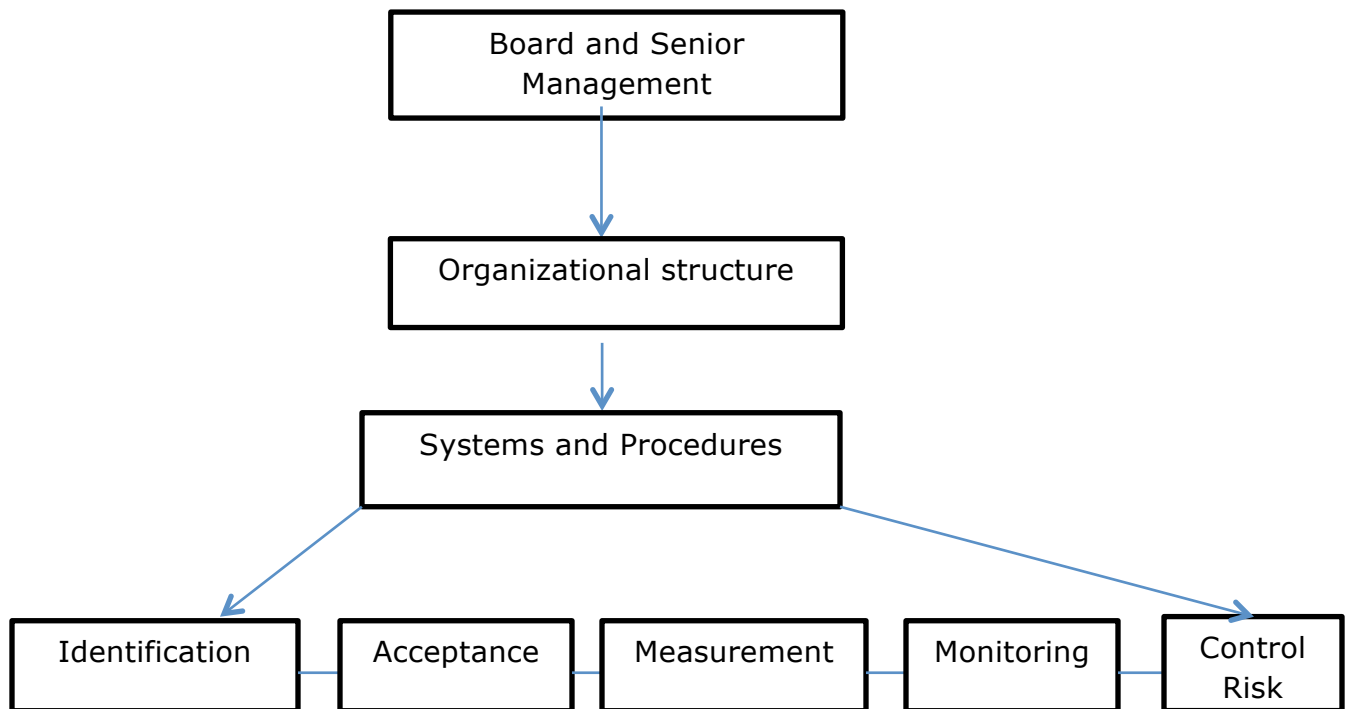 Board and Senior
Management
Organizational structure
Systems and Procedures
Identification
Acceptance
Measurement
Monitoring
Control
Risk